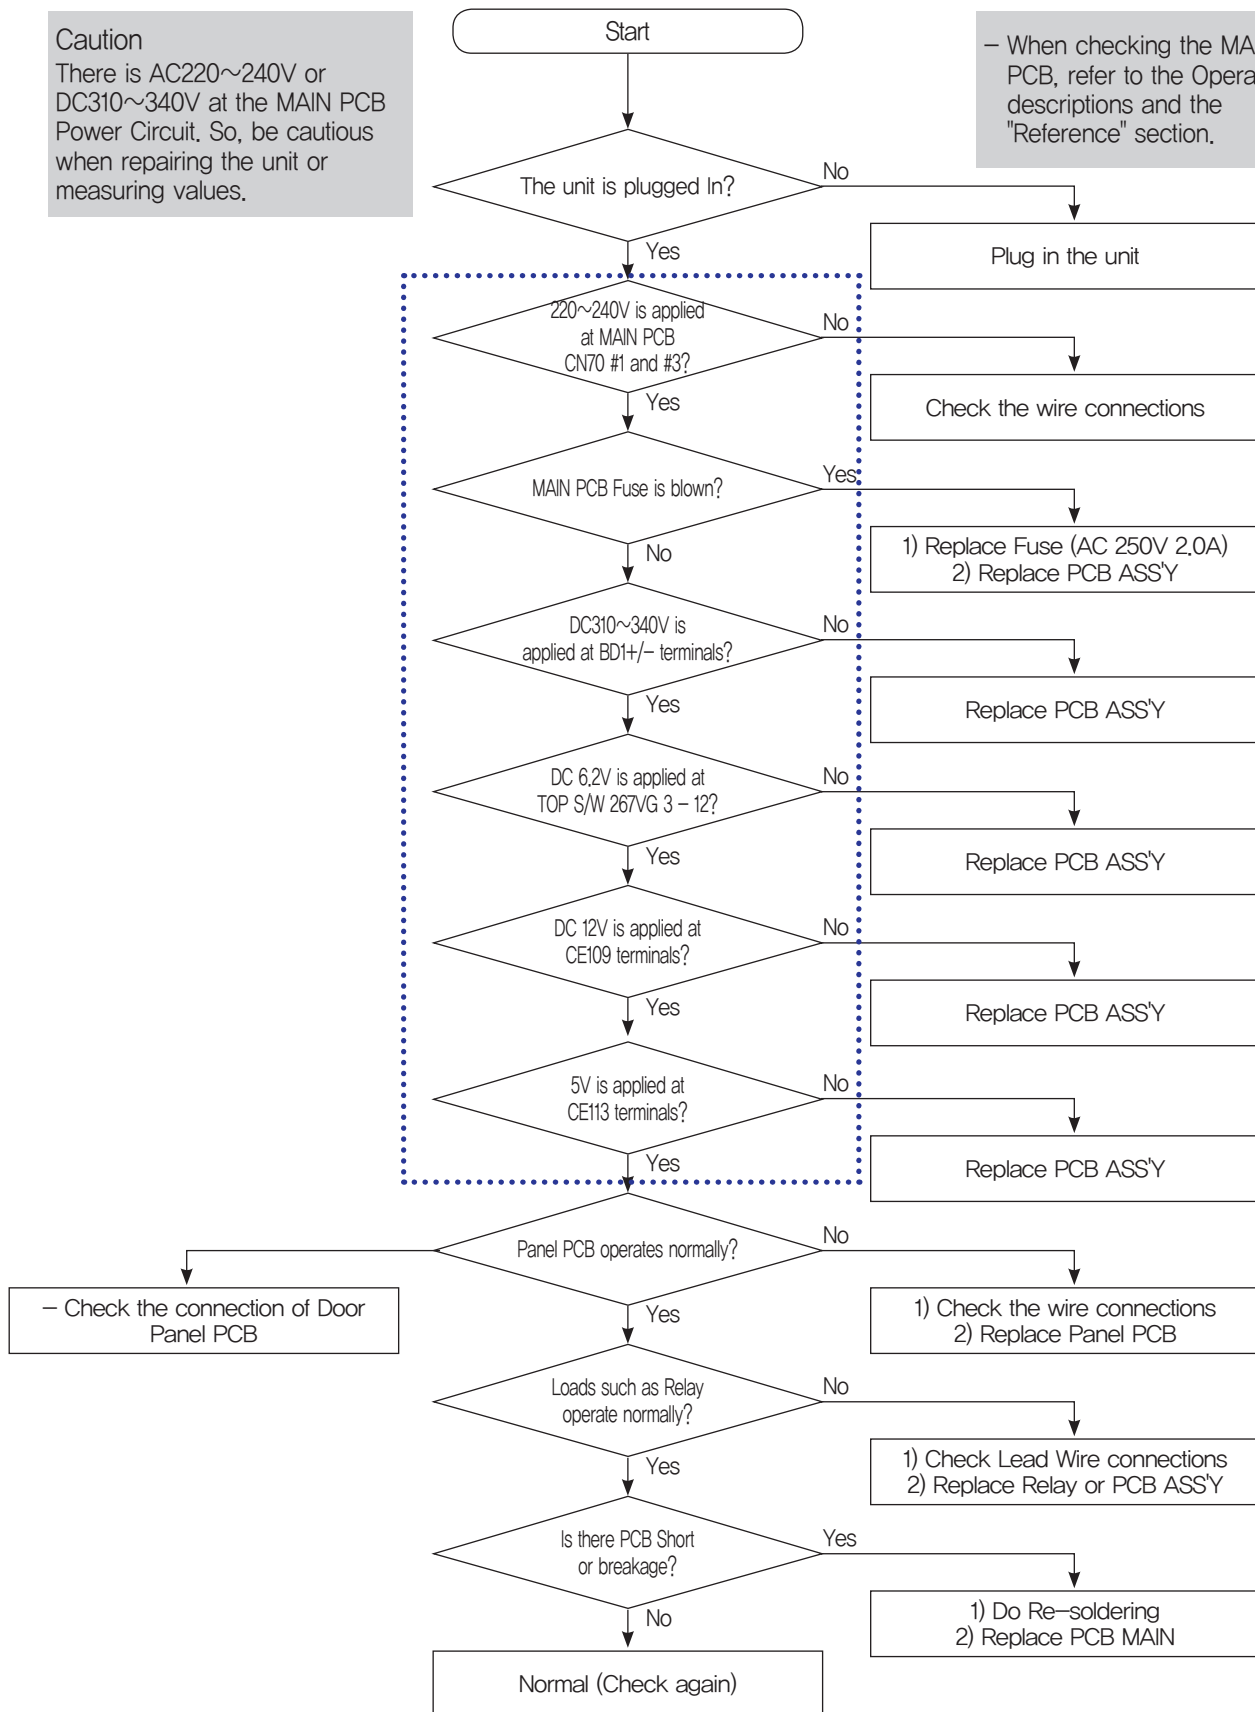 Caution
There is AC220~240V or
DC310~340V at the MAIN PCB
Power Circuit. So, be cautious
when repairing the unit or
measuring values.
Start
– When checking the
PCB, refer to the
descriptions and the
"Reference" section.
The unit is plugged In?
No
Plug in the unit
Yes
220~240V is applied
at MAIN PCB
CN70 #1 and #3?
No
Check the wire connections
Yes
MAIN PCB Fuse is blown?
Yes
1) Replace Fuse (AC 250V 2.0A)
2) Replace PCB ASS'Y
No
DC310~340V is
applied at BD1+/– terminals?
No
Replace PCB ASS'Y
Yes
DC 6.2V is applied at
TOP S/W 267VG 3 – 12?
No
Replace PCB ASS'Y
Yes
DC 12V is applied at
CE109 terminals?
No
Replace PCB ASS'Y
Yes
5V is applied at
CE113 terminals?
No
Replace PCB ASS'Y
Yes
Panel PCB operates normally?
No
– Check the connection of Door
Panel PCB
1) Check the wire connections
2) Replace Panel PCB
Yes
Loads such as Relay
operate normally?
No
1) Check Lead Wire connections
2) Replace Relay or PCB ASS'Y
Yes
Is there PCB Short
or breakage?
Yes
1) Do Re-soldering
2) Replace PCB MAIN
No
Normal (Check again)